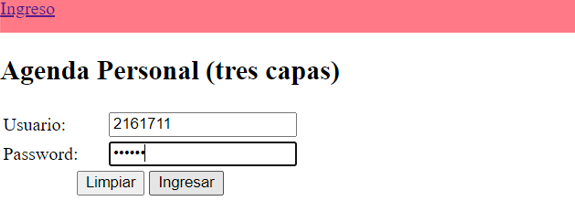 Ingreso
Agenda Personal (tres capas)
Usuario: 2161711
Password: ••••••
Limpiar Ingresar